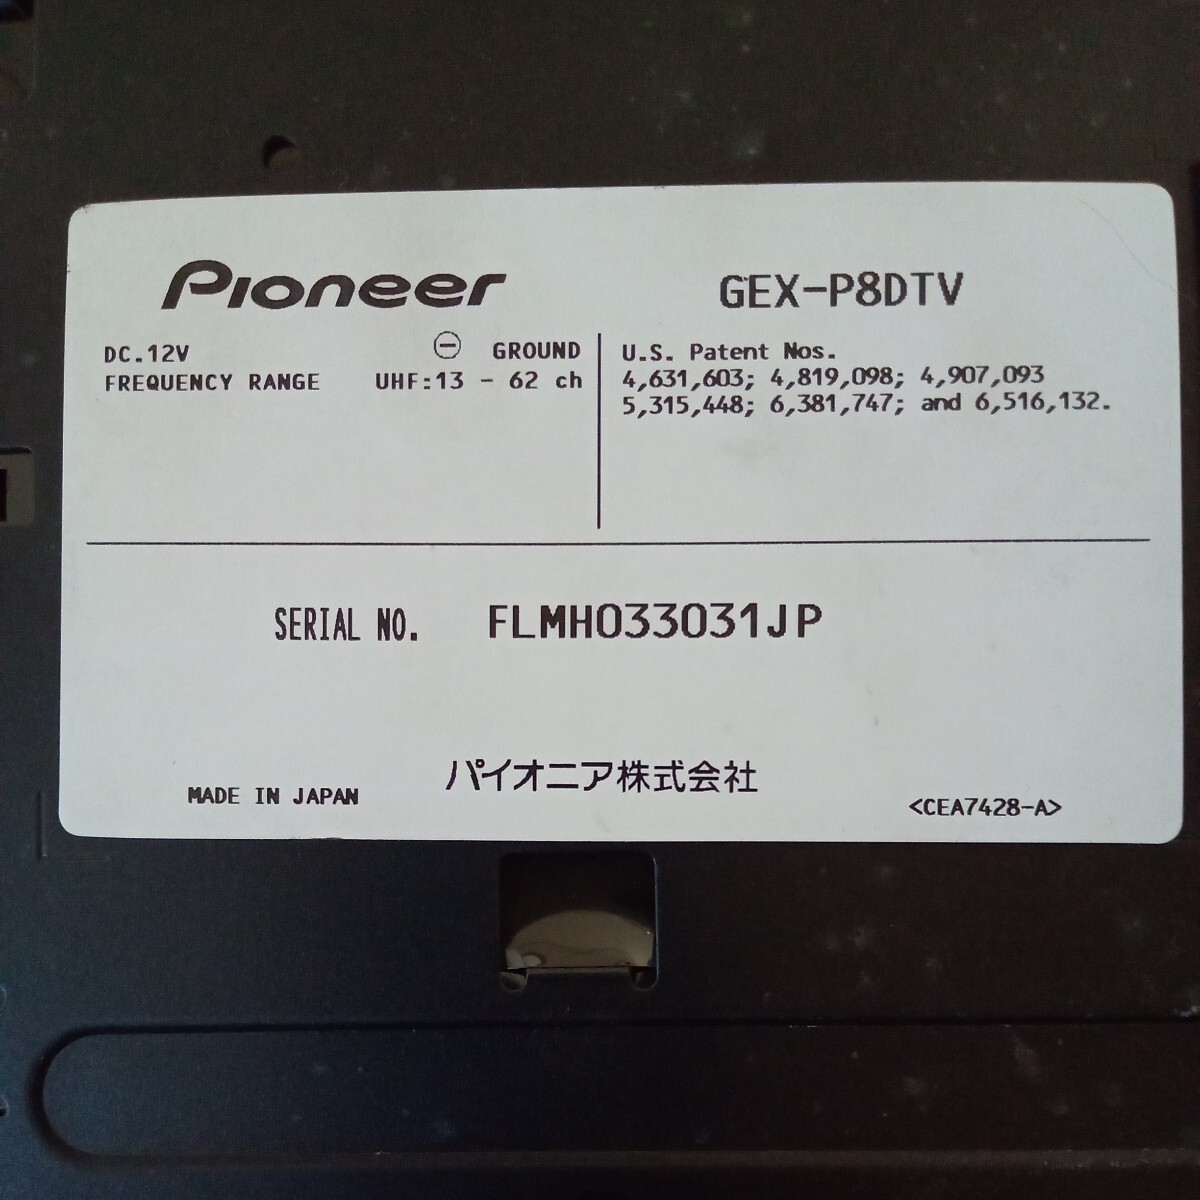 Pioneer
GEX-P8DTV
DC.12V ⊖ GROUND
FREQUENCY RANGE UHF:13 - 62 ch
U.S. Patent Nos.
4,631,603; 4,819,098; 4,907,093
5,315,448; 6,381,747; and 6,516,132.
SERIAL NO. FLMH033031JP
MADE IN JAPAN
パイオニア株式会社
<CEA7428-A>